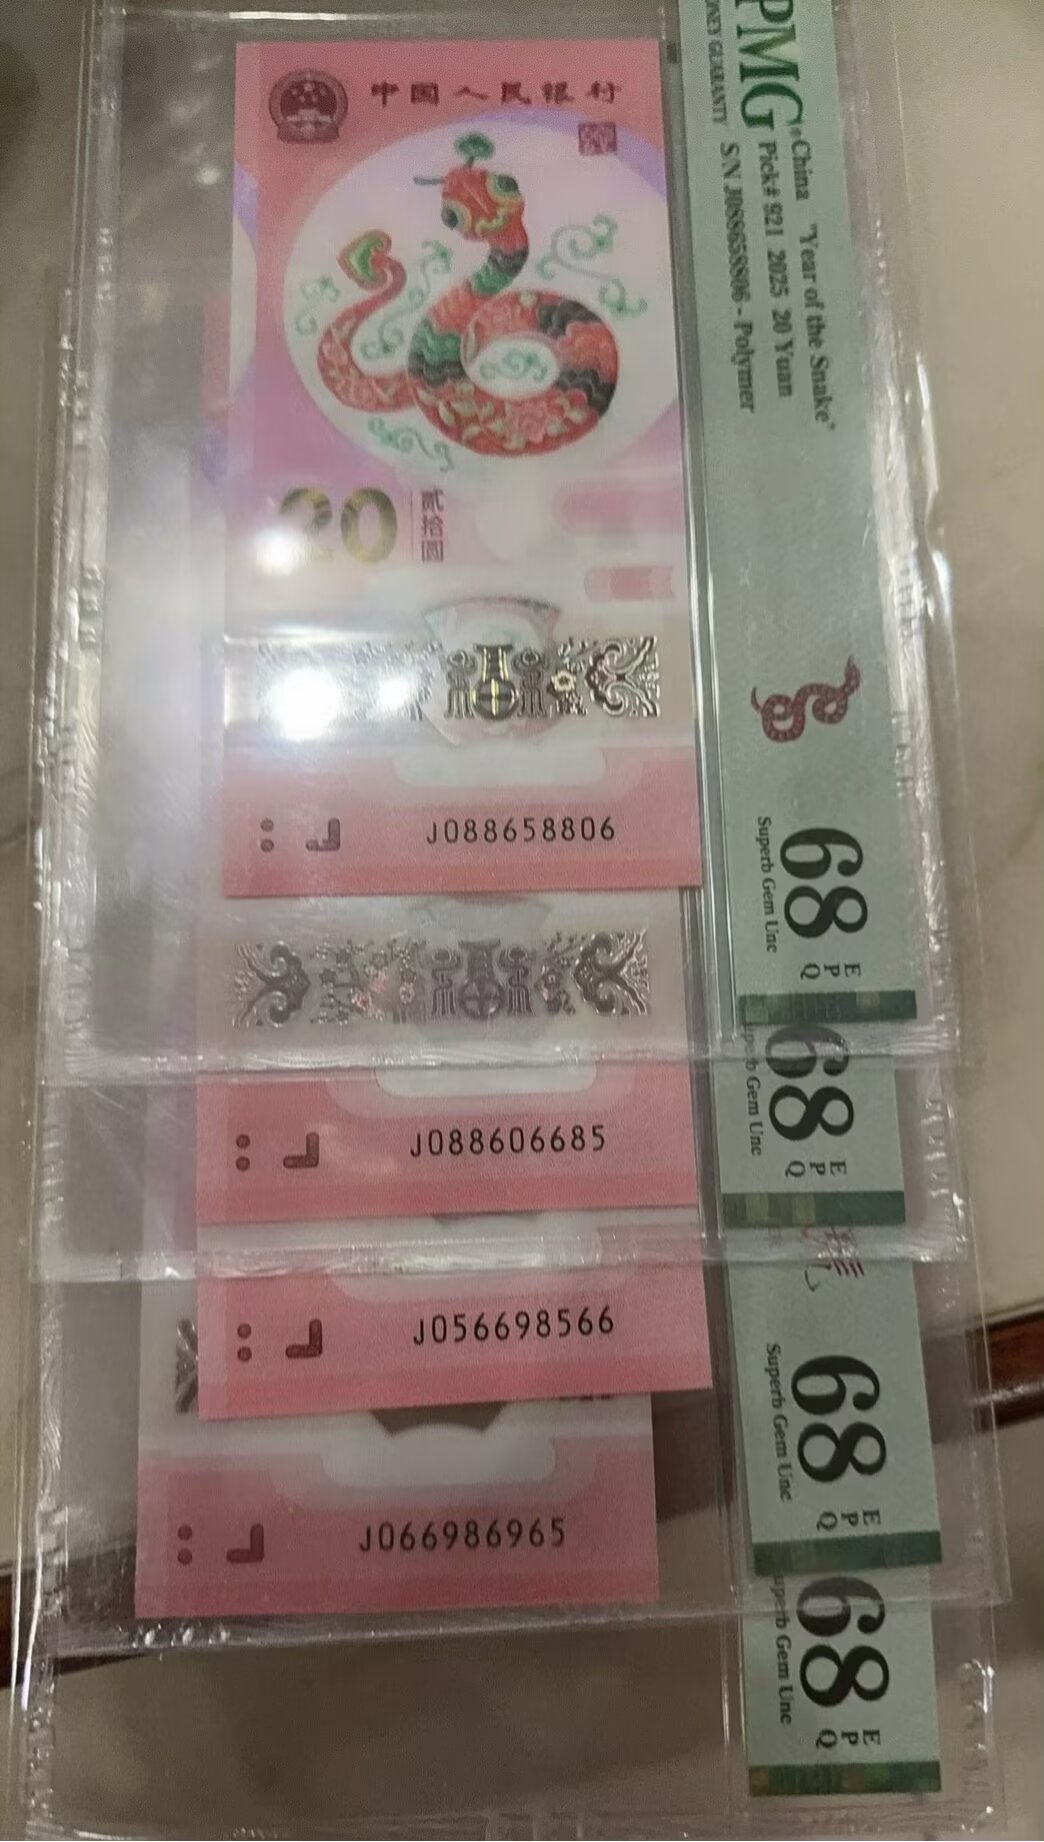 中国人民银行
20
贰拾圆
J088658806
J088606685
J056698566
J066986965
PMG
MONEY GUARANTY
China "Year of the Snake"
Pick# 921 2025 20 Yuan
S/N J088658806 - Polymer
68 EPQ
Superb Gem Unc
68 EPQ
Superb Gem Unc
68 EPQ
Superb Gem Unc
68 EPQ
Superb Gem Unc